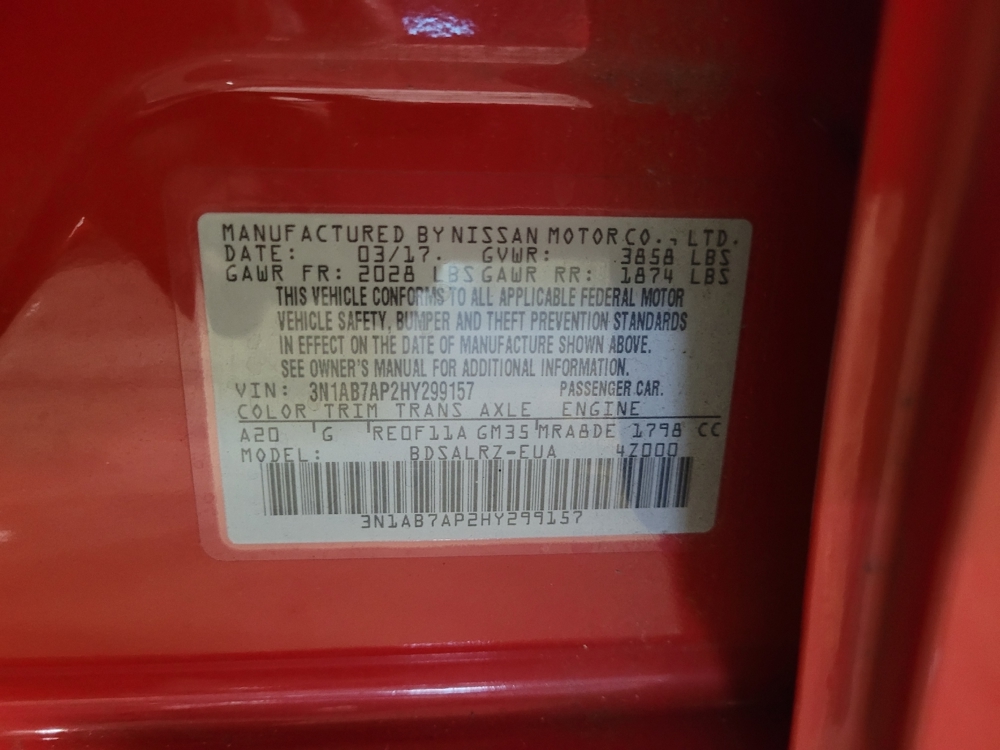 MANUFACTURED BY NISSAN MOTOR CO., LTD.
DATE: 03/17. GVWR: 3858 LBS
GAWR FR: 2028 LBS GAWR RR: 1874 LBS
THIS VEHICLE CONFORMS TO ALL APPLICABLE FEDERAL MOTOR
VEHICLE SAFETY, BUMPER AND THEFT PREVENTION STANDARDS
IN EFFECT ON THE DATE OF MANUFACTURE SHOWN ABOVE.
SEE OWNER'S MANUAL FOR ADDITIONAL INFORMATION.
VIN: 3N1AB7AP2HY299157 PASSENGER CAR.
COLOR TRIM TRANS AXLE ENGINE
A20 G RE0F11A GM35 MRA8DE 1798 CC
MODEL: BDSALRZ-EUA 4Z000
3N1AB7AP2HY299157